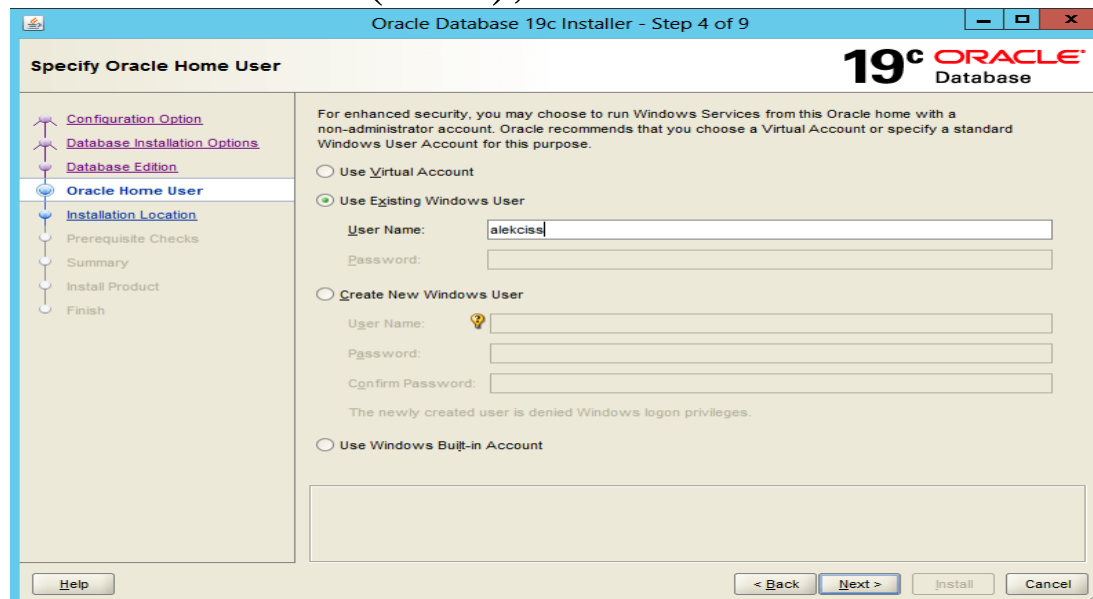 Oracle Database 19c Installer - Step 4 of 9
Specify Oracle Home User
19c ORACLE
Database
Configuration Option
Database Installation Options
Database Edition
Oracle Home User
Installation Location
Prerequisite Checks
Summary
Install Product
Finish
For enhanced security, you may choose to run Windows Services from this Oracle home with a
non-administrator account. Oracle recommends that you choose a Virtual Account or specify a standard
Windows User Account for this purpose.
Use Virtual Account
Use Existing Windows User
User Name: alekciss
Password:
Create New Windows User
User Name:
Password:
Confirm Password:
The newly created user is denied Windows logon privileges.
Use Windows Built-in Account
Help
< Back
Next >
Install
Cancel